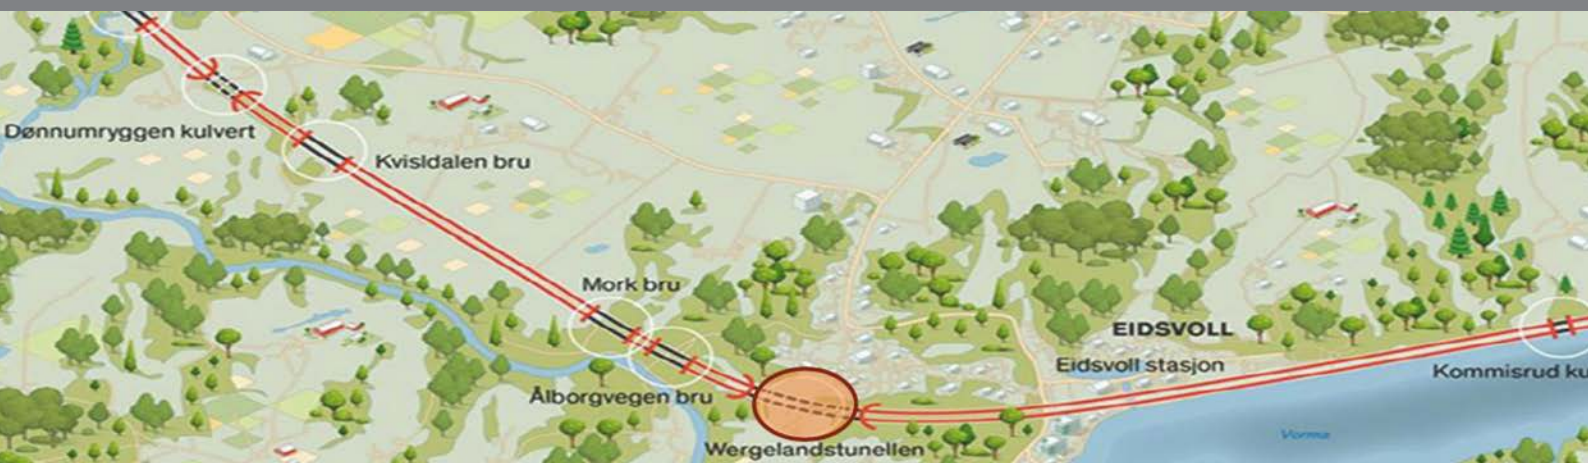 Dønnumryggen kulvert
Kvisldalen bru
Mork bru
EIDSVOLL
Eidsvoll stasjon
Kommisrud ku
Ålborgvegen bru
Vorma
Wergelandstunellen